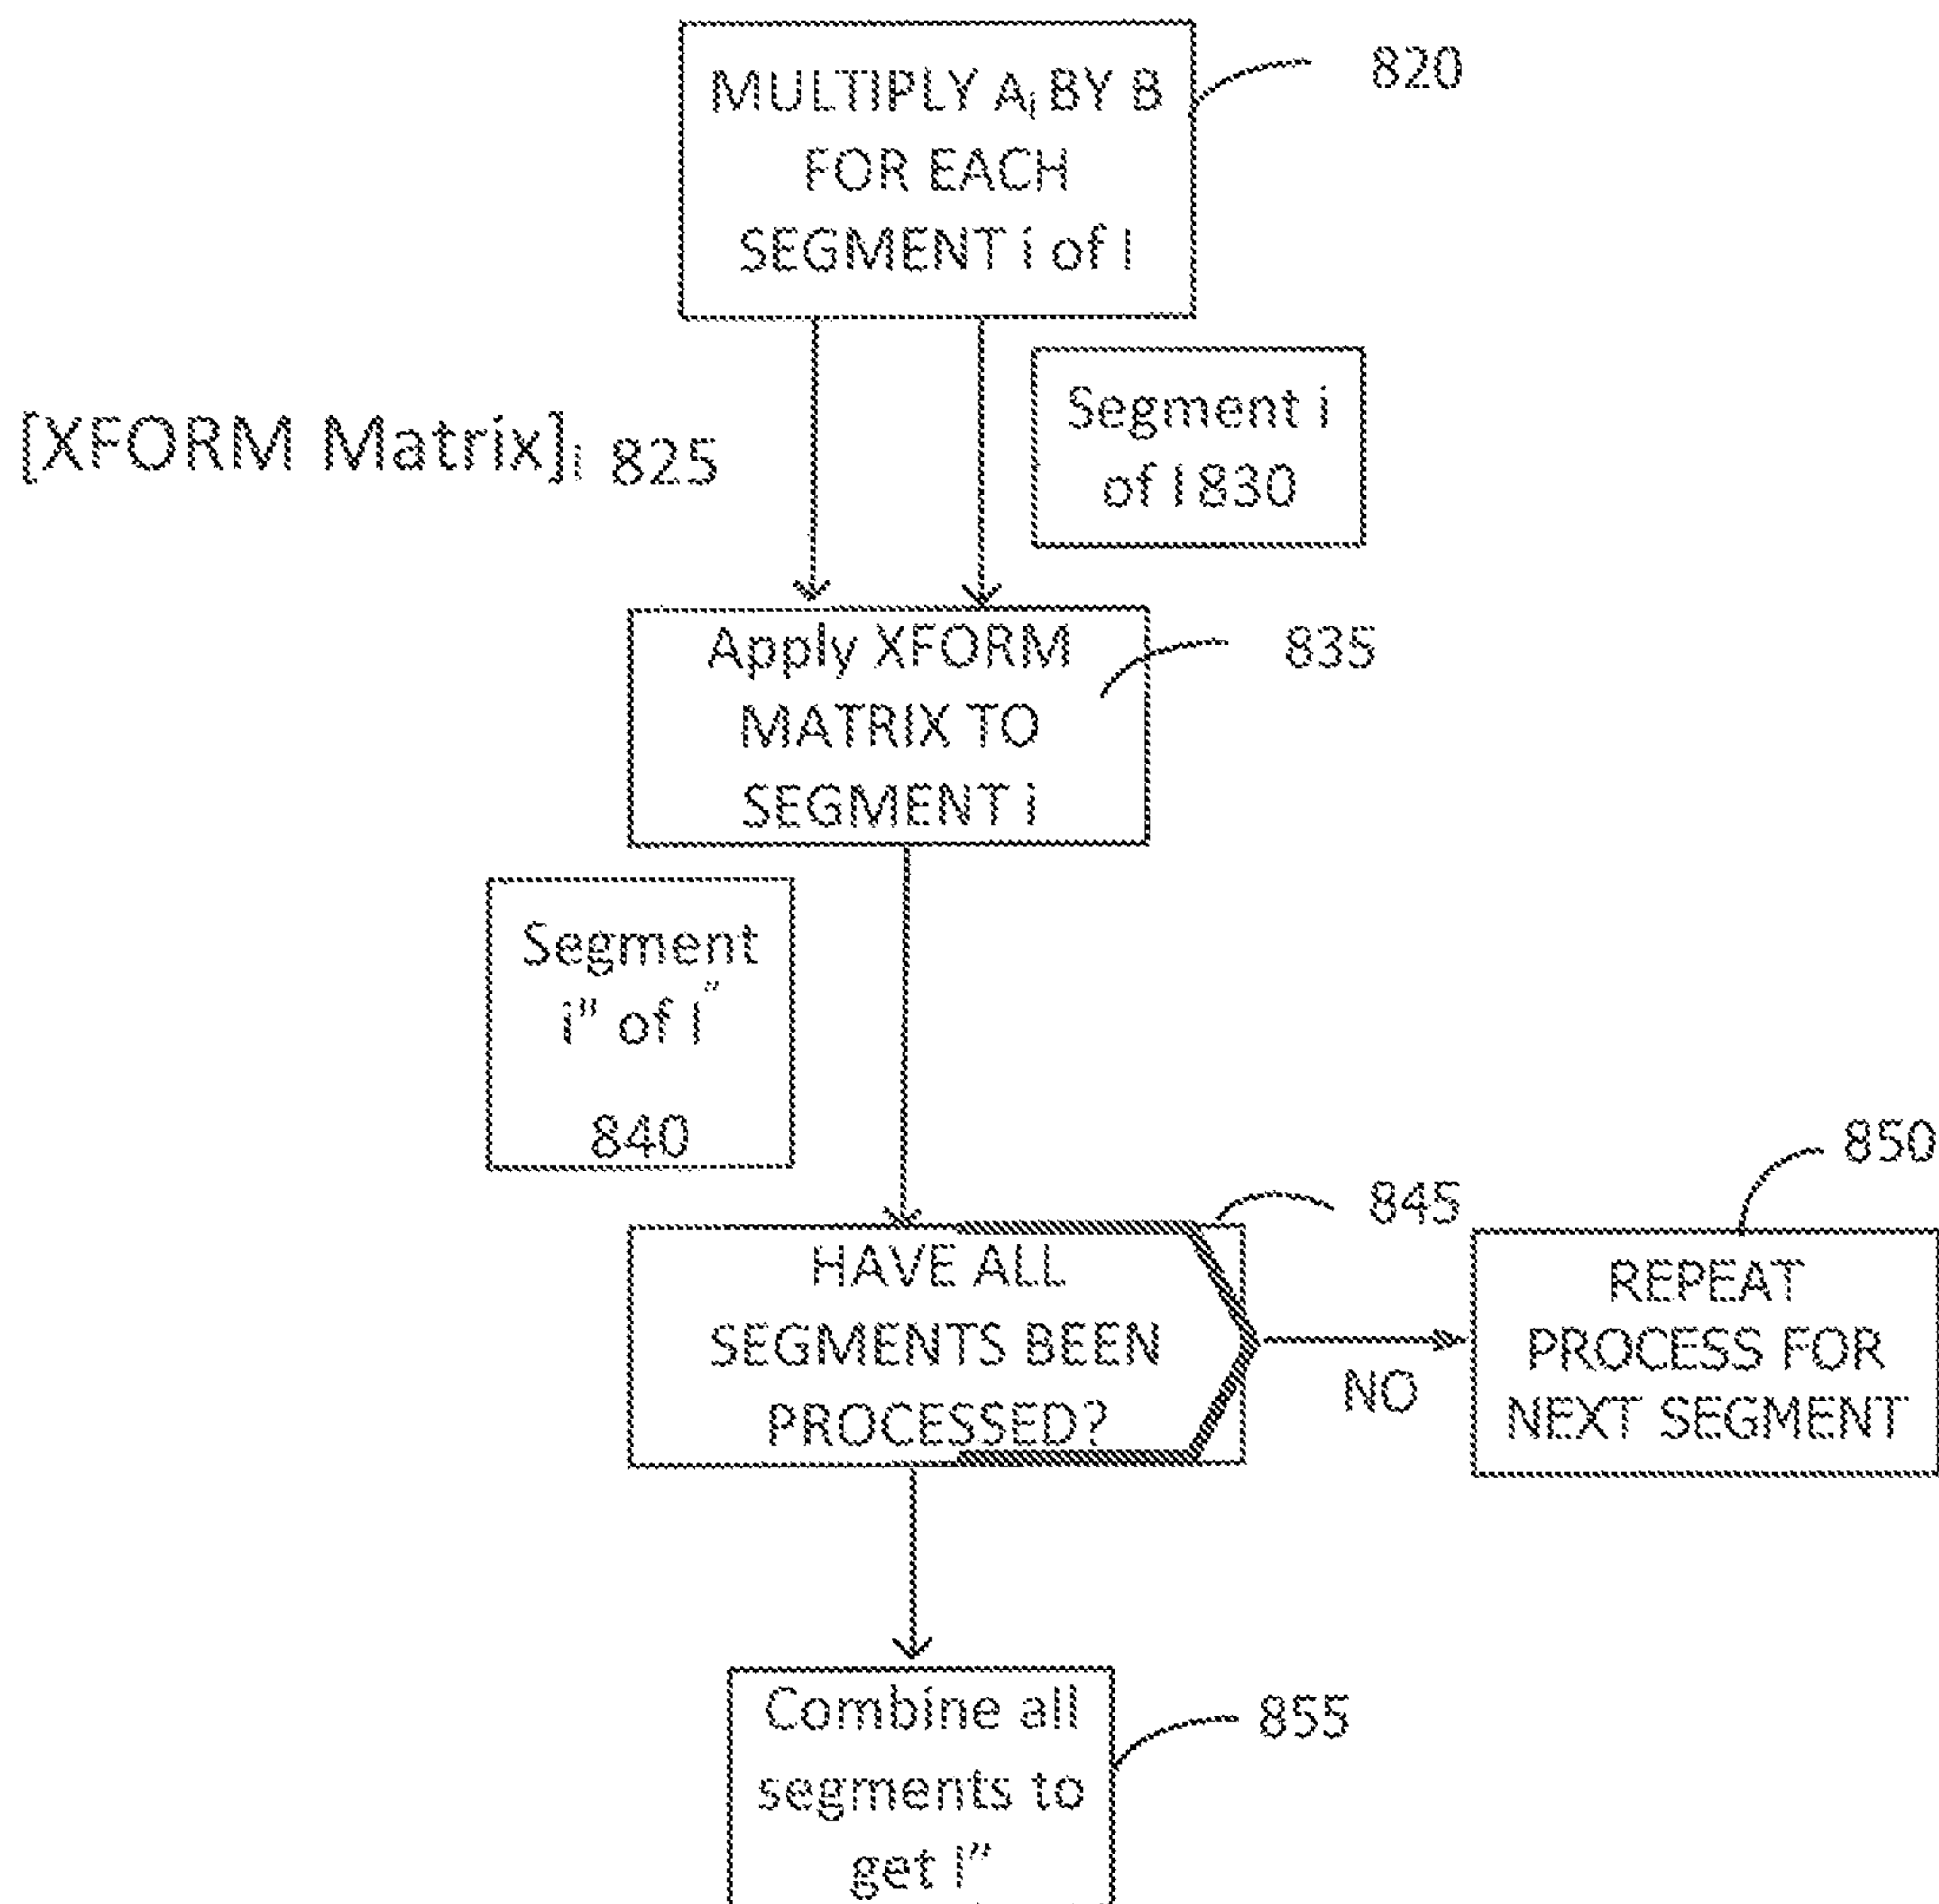 MULTIPLY Ai BY B
FOR EACH
SEGMENT i of I
820
[XFORM Matrix]i 825
Segment i
of I 830
Apply XFORM
MATRIX TO
SEGMENT i
835
Segment
i" of I"
840
HAVE ALL
SEGMENTS BEEN
PROCESSED?
845
NO
850
REPEAT
PROCESS FOR
NEXT SEGMENT
Combine all
segments to
get I"
855